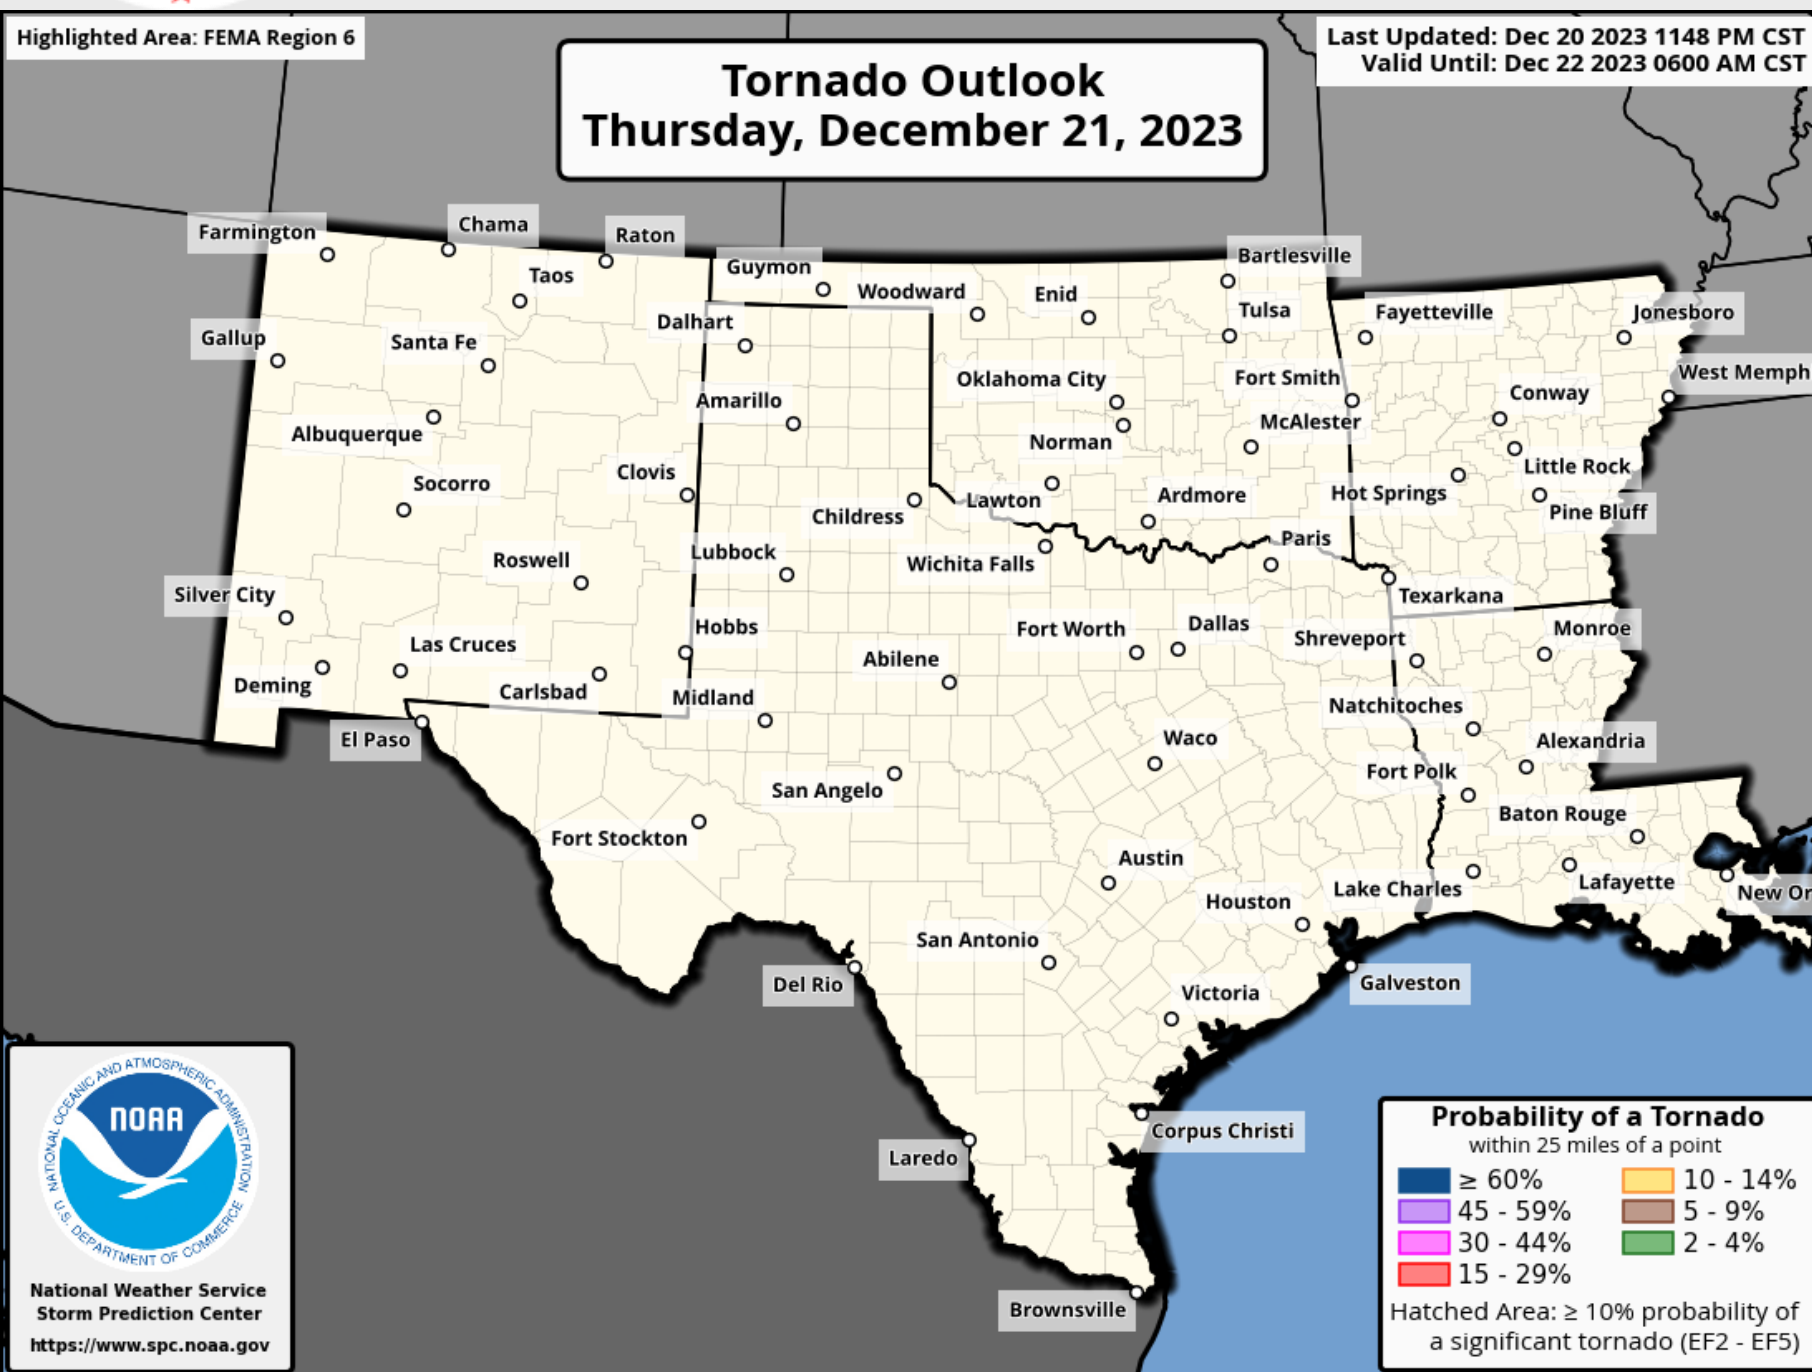 Highlighted Area: FEMA Region 6
Last Updated: Dec 20 2023 1148 PM CST
Valid Until: Dec 22 2023 0600 AM CST
Tornado Outlook
Thursday, December 21, 2023
Farmington
Chama
Raton
Taos
Guymon
Woodward
Enid
Bartlesville
Tulsa
Fayetteville
Jonesboro
Gallup
Santa Fe
Dalhart
Oklahoma City
Fort Smith
Conway
West Memph
Amarillo
Albuquerque
Norman
McAlester
Little Rock
Socorro
Clovis
Childress
Lawton
Ardmore
Hot Springs
Pine Bluff
Roswell
Lubbock
Wichita Falls
Paris
Silver City
Texarkana
Las Cruces
Hobbs
Fort Worth
Dallas
Shreveport
Monroe
Abilene
Deming
Carlsbad
Midland
Natchitoches
El Paso
Waco
Alexandria
San Angelo
Fort Polk
Fort Stockton
Baton Rouge
Austin
Lake Charles
Lafayette
New Or
Houston
San Antonio
Del Rio
Victoria
Galveston
Corpus Christi
Laredo
Brownsville
NATIONAL OCEANIC AND ATMOSPHERIC ADMINISTRATION
NOAA
U.S. DEPARTMENT OF COMMERCE
National Weather Service
Storm Prediction Center
https://www.spc.noaa.gov
Probability of a Tornado
within 25 miles of a point
≥ 60% 10 - 14%
45 - 59% 5 - 9%
30 - 44% 2 - 4%
15 - 29%
Hatched Area: ≥ 10% probability of
a significant tornado (EF2 - EF5)